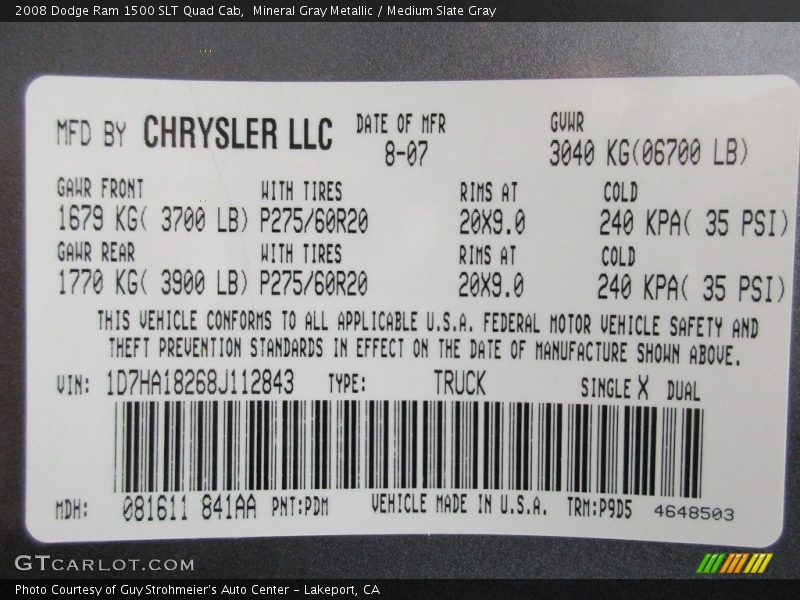 2008 Dodge Ram 1500 SLT Quad Cab,  Mineral Gray Metallic / Medium Slate Gray
MFD BY CHRYSLER LLC DATE OF MFR GVWR
8-07 3040 KG(06700 LB)
GAWR FRONT WITH TIRES RIMS AT COLD
1679 KG( 3700 LB) P275/60R20 20X9.0 240 KPA( 35 PSI)
GAWR REAR WITH TIRES RIMS AT COLD
1770 KG( 3900 LB) P275/60R20 20X9.0 240 KPA( 35 PSI)
THIS VEHICLE CONFORMS TO ALL APPLICABLE U.S.A. FEDERAL MOTOR VEHICLE SAFETY AND
THEFT PREVENTION STANDARDS IN EFFECT ON THE DATE OF MANUFACTURE SHOWN ABOVE.
VIN: 1D7HA18268J112843 TYPE: TRUCK SINGLE X DUAL
MDH: 081611 841AA PNT:PDM VEHICLE MADE IN U.S.A. TRM:P9D5 4648503
GTCARLOT.COM
Photo Courtesy of Guy Strohmeier's Auto Center - Lakeport, CA